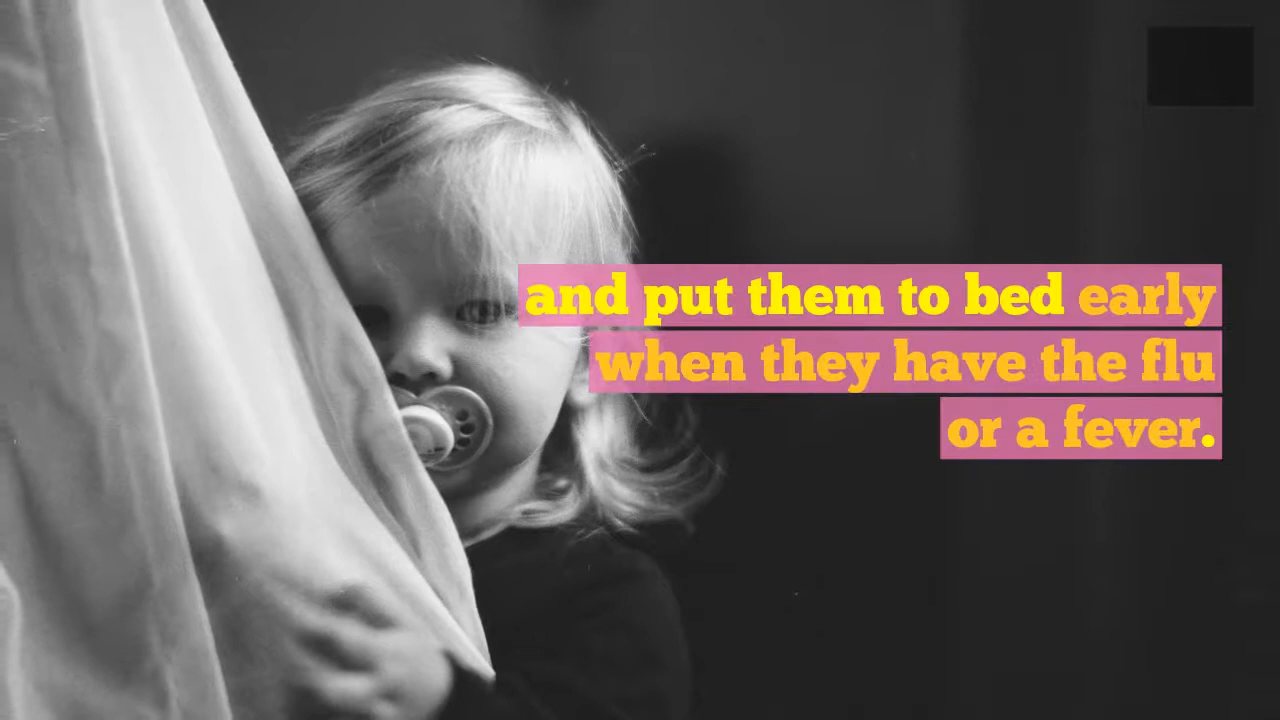 and put them to bed early
when they have the flu
or a fever.